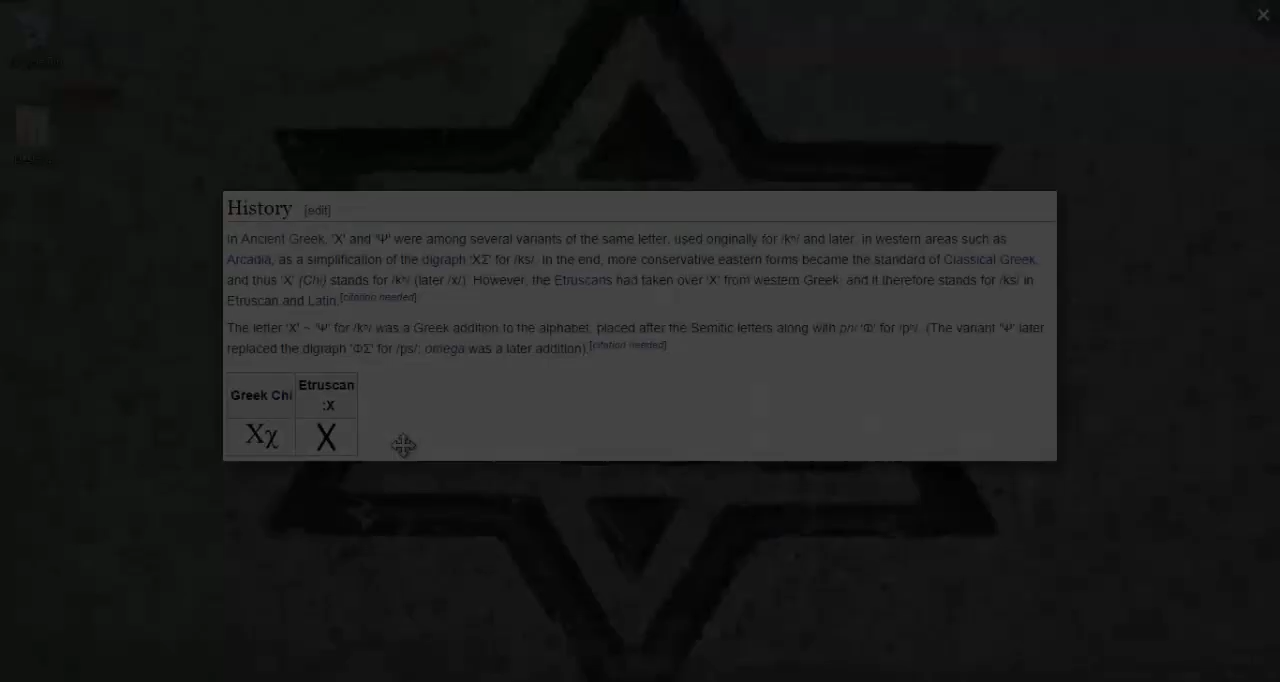 History [edit]
In Ancient Greek, 'Χ' and 'Ψ' were among several variants of the same letter, used originally for /kʰ/ and later, in western areas such as
Arcadia, as a simplification of the digraph 'ΧΣ' for /ks/. In the end, more conservative eastern forms became the standard of Classical Greek,
and thus 'Χ' (Chi) stands for /kʰ/ (later /x/). However, the Etruscans had taken over 'Χ' from western Greek, and it therefore stands for /ks/ in
Etruscan and Latin.[citation needed]
The letter 'Χ' ~ 'Ψ' for /kʰ/ was a Greek addition to the alphabet, placed after the Semitic letters along with phi 'Φ' for /pʰ/. (The variant 'Ψ' later
replaced the digraph 'ΦΣ' for /ps/; omega was a later addition).[citation needed]
Greek Chi Etruscan :X
Χχ X